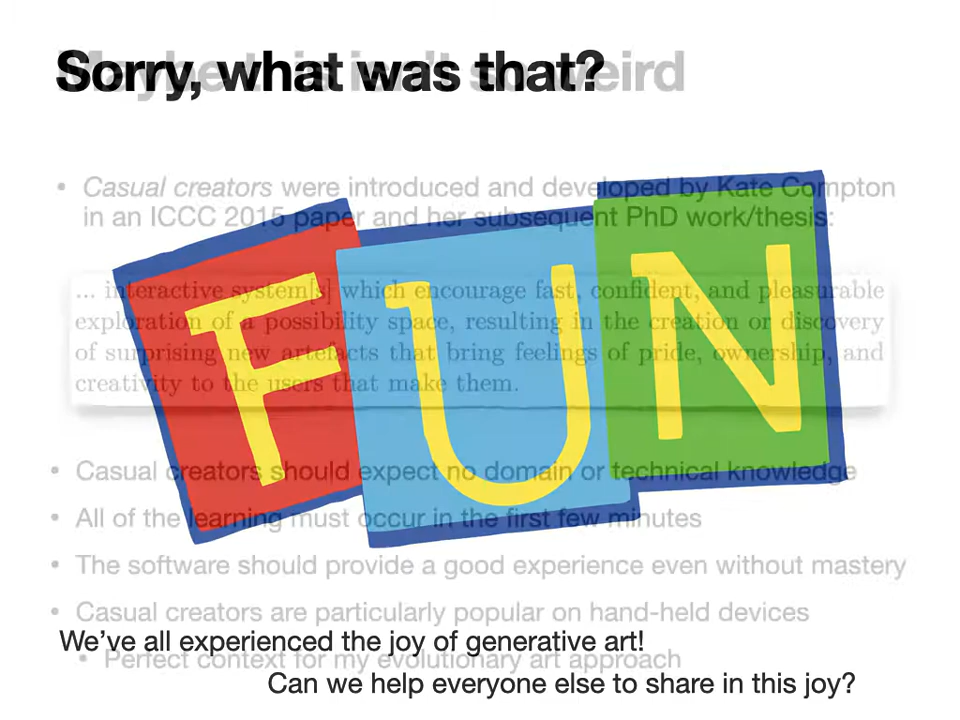 Sorry, what was that?
Maybe this isn't so weird
• Casual creators were introduced and developed by Kate Compton
in an ICCC 2015 paper and her subsequent PhD work/thesis:
FUN
... interactive system[s] which encourage fast, confident, and pleasurable
exploration of a possibility space, resulting in the creation or discovery
of surprising new artefacts that bring feelings of pride, ownership, and
creativity to the users that make them.
• Casual creators should expect no domain or technical knowledge
• All of the learning must occur in the first few minutes
• The software should provide a good experience even without mastery
• Casual creators are particularly popular on hand-held devices
We've all experienced the joy of generative art!
• Perfect context for my evolutionary art approach
Can we help everyone else to share in this joy?